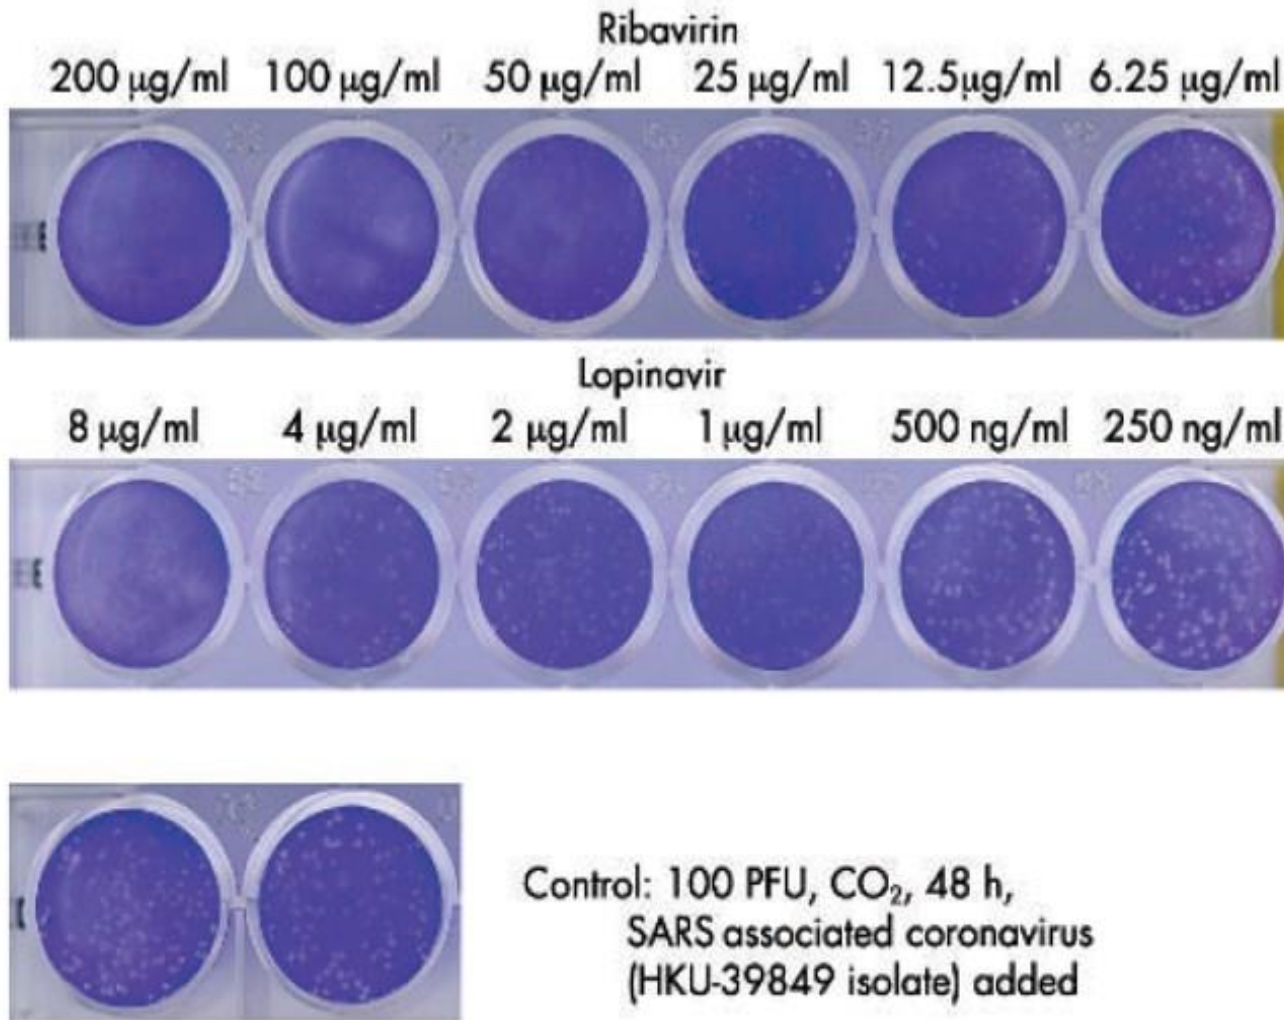 Ribavirin
200 µg/ml 100 µg/ml 50 µg/ml 25 µg/ml 12.5µg/ml 6.25 µg/ml
Lopinavir
8 µg/ml 4 µg/ml 2 µg/ml 1 µg/ml 500 ng/ml 250 ng/ml
Control: 100 PFU, CO₂, 48 h,
SARS associated coronavirus
(HKU-39849 isolate) added